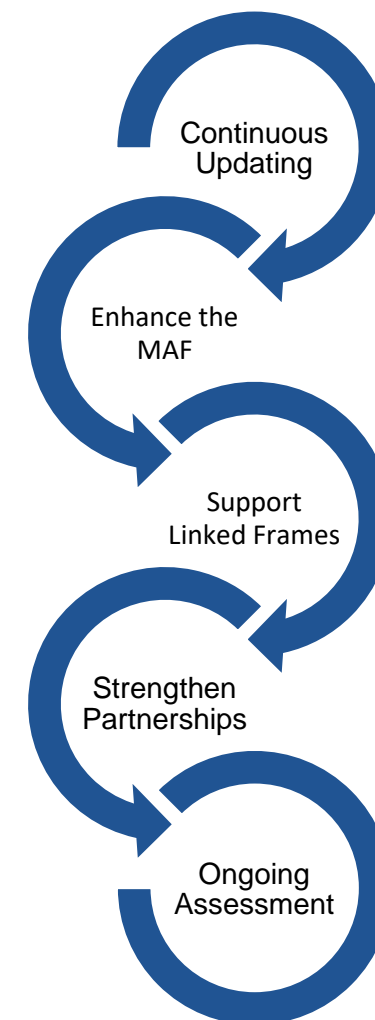 Continuous
Updating
Enhance the
MAF
Support
Linked Frames
Strengthen
Partnerships
Ongoing
Assessment